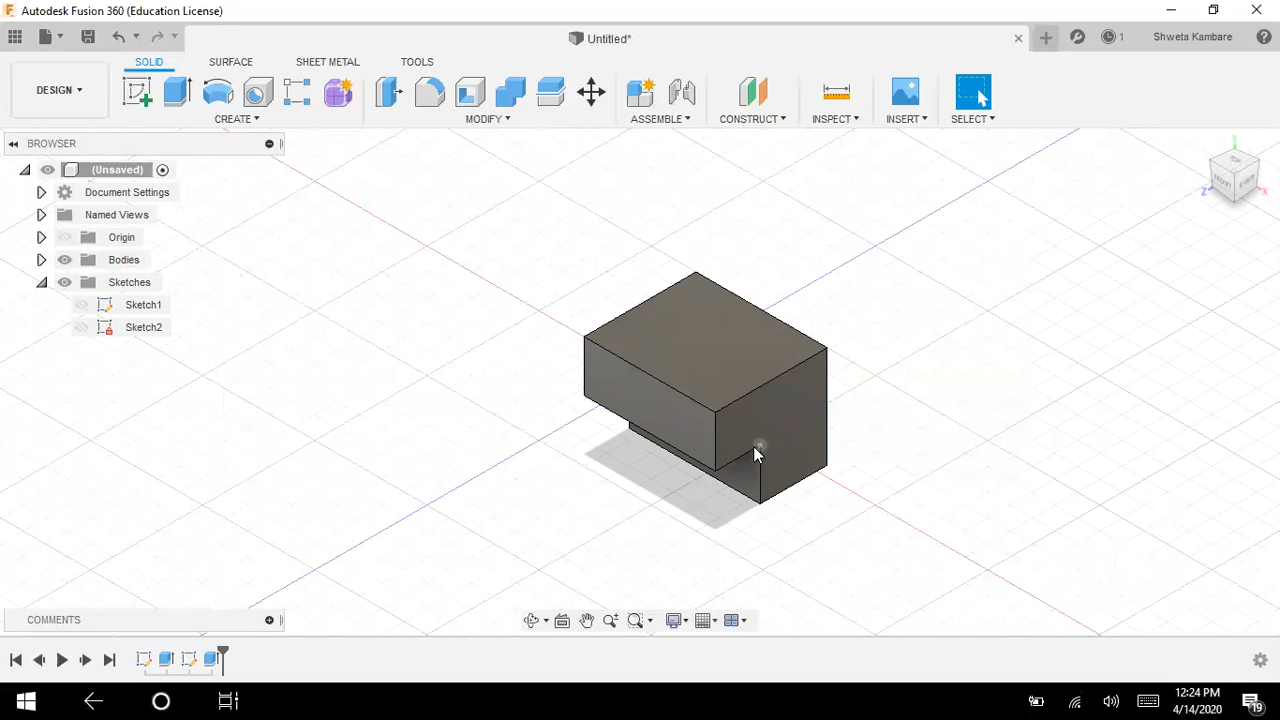 Autodesk Fusion 360 (Education License)
Untitled*
1
Shweta Kambare
DESIGN
SOLID
SURFACE
SHEET METAL
TOOLS
CREATE
MODIFY
ASSEMBLE
CONSTRUCT
INSPECT
INSERT
SELECT
BROWSER
(Unsaved)
Document Settings
Named Views
Origin
Bodies
Sketches
Sketch1
Sketch2
Z
X
COMMENTS
12:24 PM
4/14/2020
19